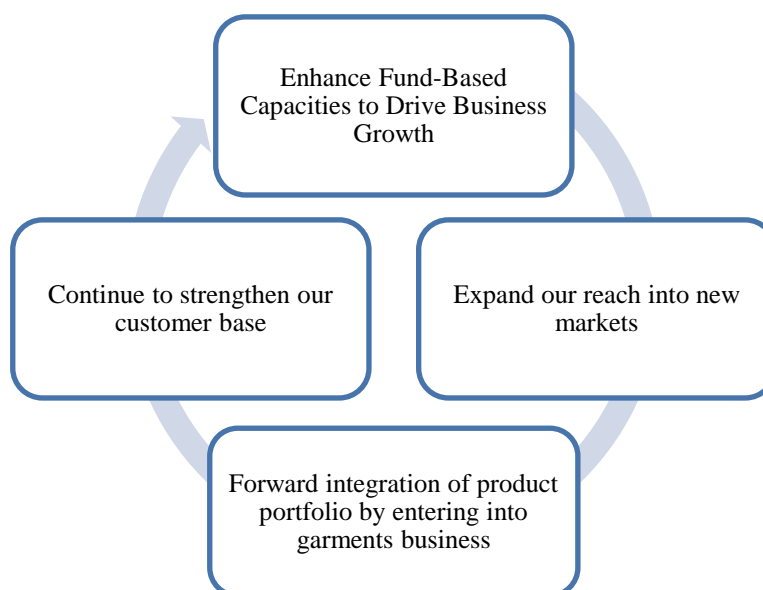 Enhance Fund-Based
Capacities to Drive Business
Growth
Expand our reach into new
markets
Forward integration of product
portfolio by entering into
garments business
Continue to strengthen our
customer base